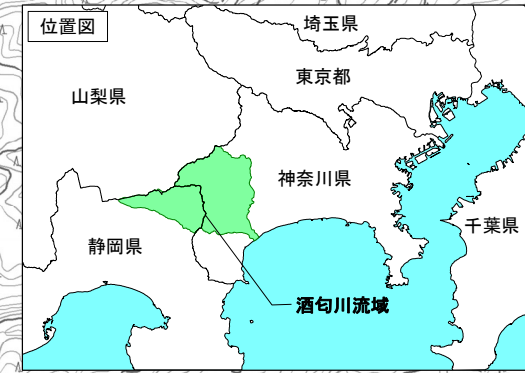 位置図
埼玉県
東京都
山梨県
神奈川県
千葉県
静岡県
酒匂川流域